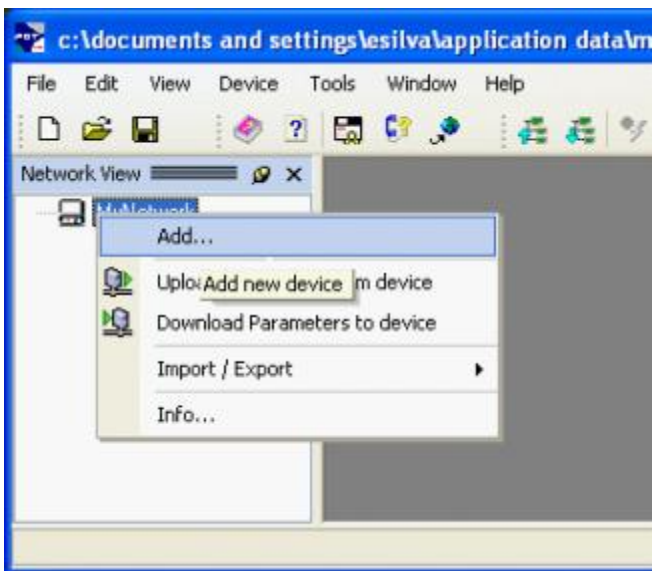 c:\documents and settings\esilva\application data\m
File Edit View Device Tools Window Help
Network View
Add...
Add new device
m device
Download Parameters to device
Import / Export
Info...